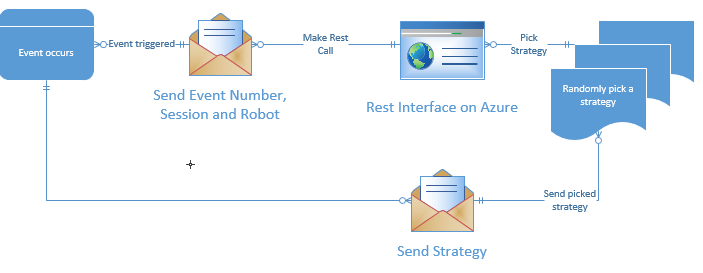 Event occurs
Event triggered
Make Rest
Call
Pick
Strategy
Send Event Number,
Session and Robot
Rest Interface on Azure
Randomly pick a
strategy
Send picked
strategy
Send Strategy